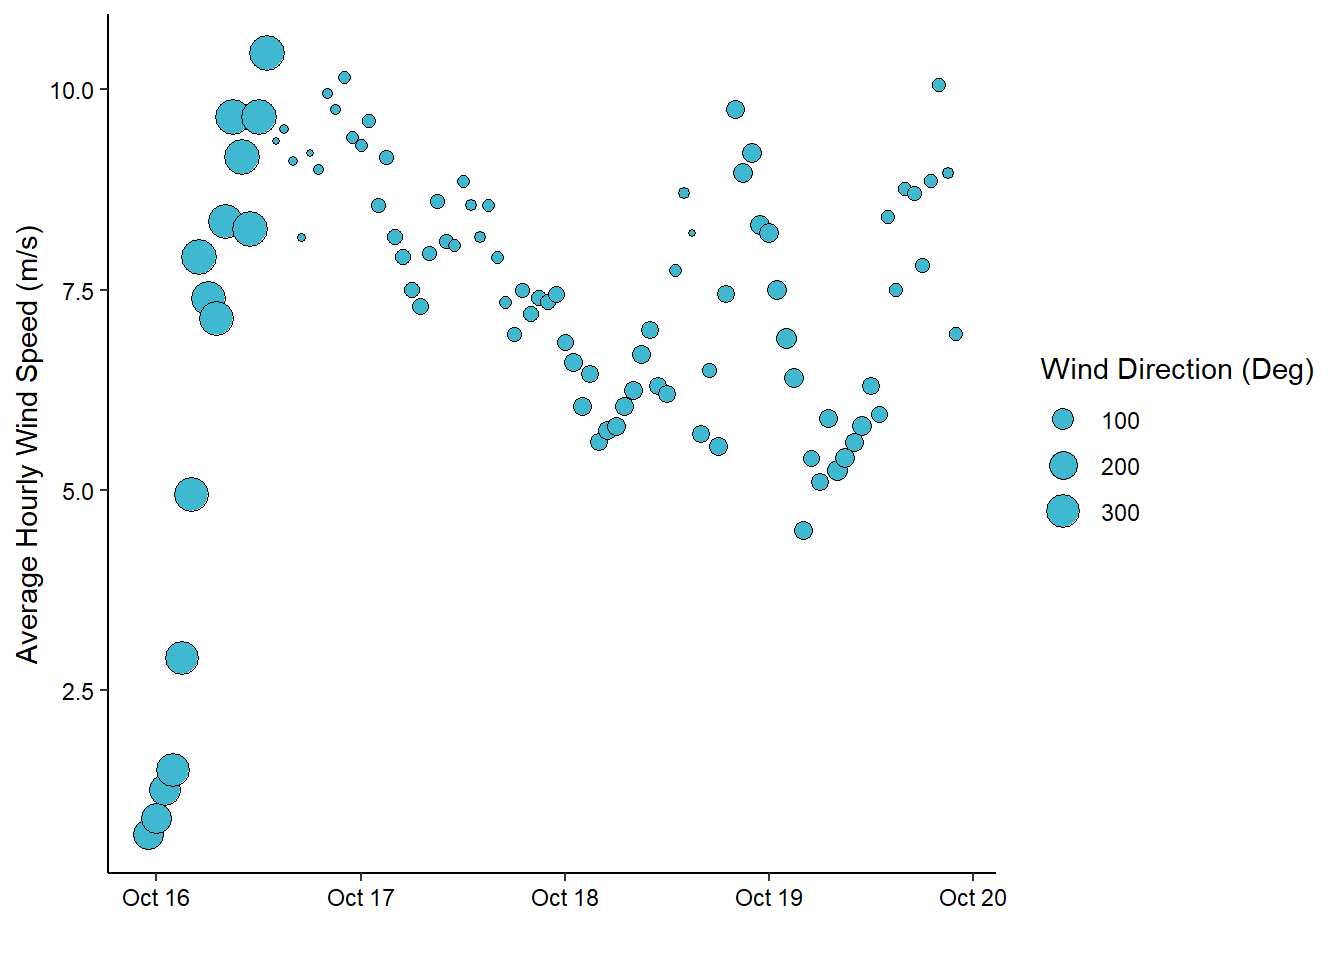 Average Hourly Wind Speed (m/s)
10.0
7.5
5.0
2.5
Oct 16
Oct 17
Oct 18
Oct 19
Oct 20
Wind Direction (Deg)
100
200
300